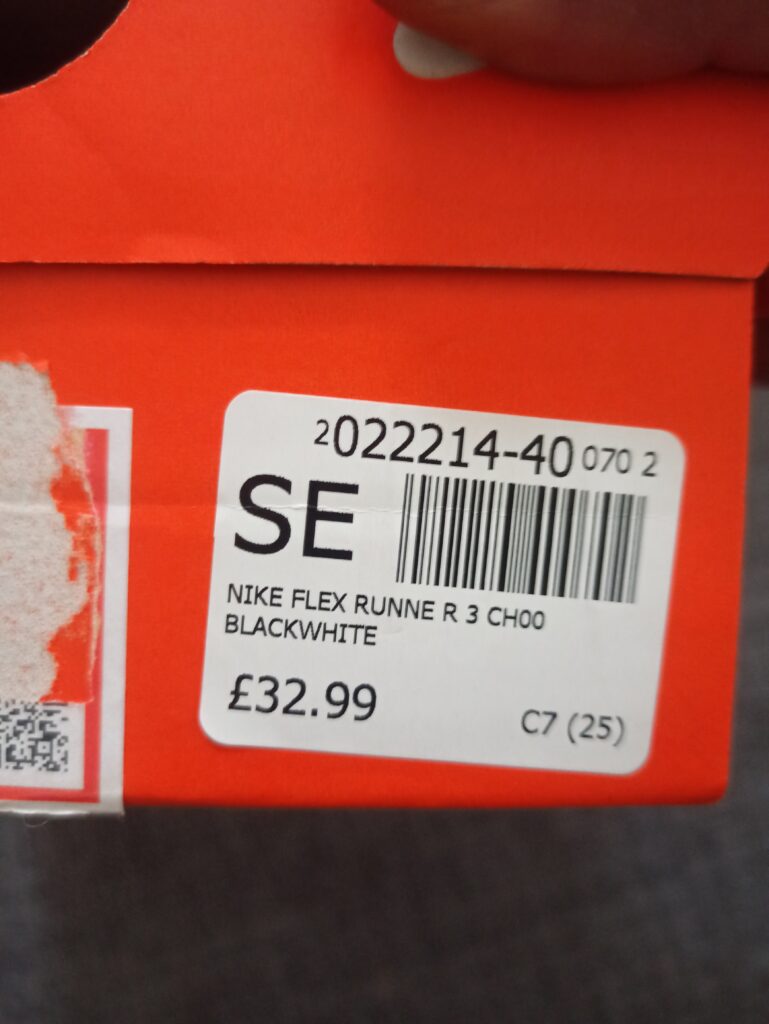 2022214-40 070 2
SE
NIKE FLEX RUNNE R 3 CH00
BLACKWHITE
£32.99
C7 (25)